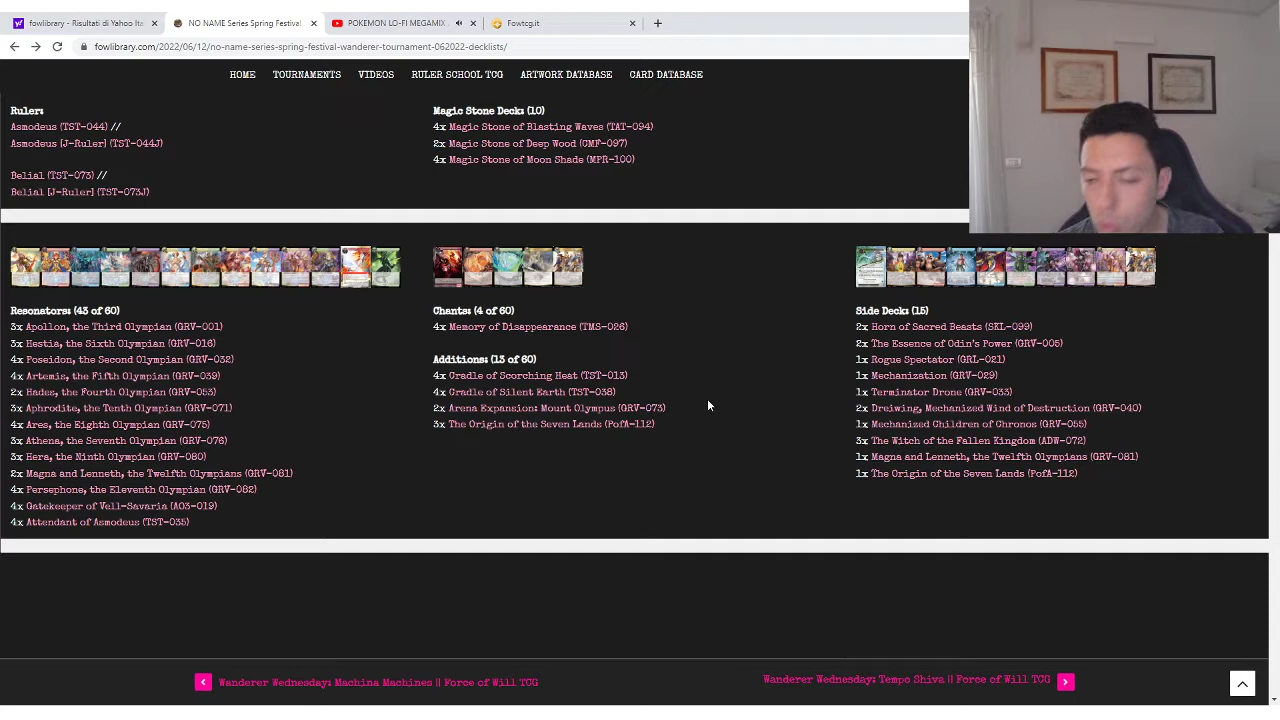 fowlibrary - Risultati di Yahoo Ita
NO NAME Series Spring Festival
POKEMON LO-FI MEGAMIX
Fowtcg.it
fowlibrary.com/2022/06/12/no-name-series-spring-festival-wanderer-tournament-062022-decklists/
HOME TOURNAMENTS VIDEOS RULER SCHOOL TCG ARTWORK DATABASE CARD DATABASE
Ruler:
Asmodeus (TST-044) //
Asmodeus [J-Ruler] (TST-044J)
Belial (TST-073) //
Belial [J-Ruler] (TST-073J)
Magic Stone Deck: (10)
4x Magic Stone of Blasting Waves (TAT-094)
2x Magic Stone of Deep Wood (CMF-097)
4x Magic Stone of Moon Shade (MPR-100)
Resonators: (43 of 60)
3x Apollon, the Third Olympian (GRV-001)
3x Hestia, the Sixth Olympian (GRV-016)
4x Poseidon, the Second Olympian (GRV-032)
4x Artemis, the Fifth Olympian (GRV-039)
2x Hades, the Fourth Olympian (GRV-053)
3x Aphrodite, the Tenth Olympian (GRV-071)
4x Ares, the Eighth Olympian (GRV-075)
3x Athena, the Seventh Olympian (GRV-076)
3x Hera, the Ninth Olympian (GRV-080)
2x Magna and Lenneth, the Twelfth Olympians (GRV-081)
4x Persephone, the Eleventh Olympian (GRV-082)
4x Gatekeeper of Vell-Savaria (AO3-019)
4x Attendant of Asmodeus (TST-035)
Chants: (4 of 60)
4x Memory of Disappearance (TMS-026)
Additions: (13 of 60)
4x Cradle of Scorching Heat (TST-013)
4x Cradle of Silent Earth (TST-038)
2x Arena Expansion: Mount Olympus (GRV-073)
3x The Origin of the Seven Lands (PofA-112)
Side Deck: (15)
2x Horn of Sacred Beasts (SKL-099)
2x The Essence of Odin's Power (GRV-005)
1x Rogue Spectator (GRL-021)
1x Mechanization (GRV-029)
1x Terminator Drone (GRV-033)
2x Dreiwing, Mechanized Wind of Destruction (GRV-040)
1x Mechanized Children of Chronos (GRV-055)
3x The Witch of the Fallen Kingdom (ADW-072)
1x Magna and Lenneth, the Twelfth Olympians (GRV-081)
1x The Origin of the Seven Lands (PofA-112)
Wanderer Wednesday: Machina Machines || Force of Will TCG
Wanderer Wednesday: Tempo Shiva || Force of Will TCG